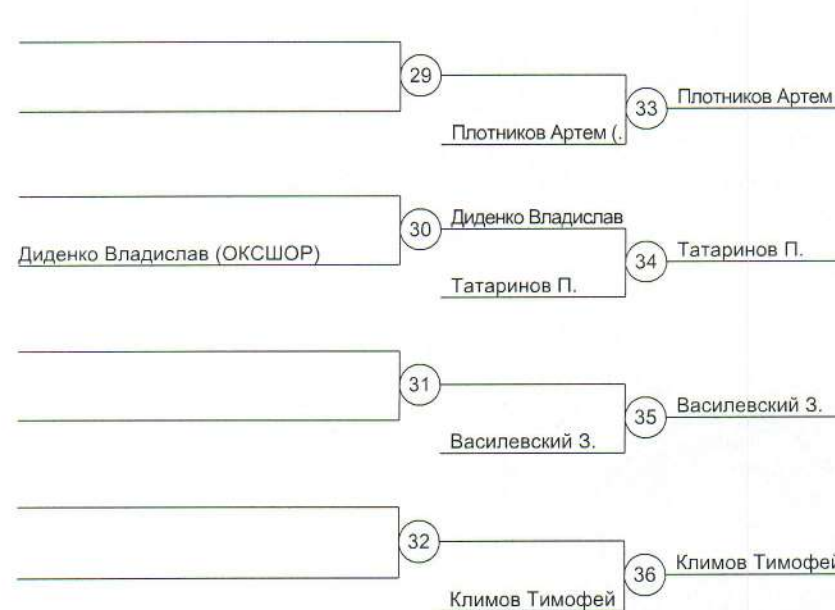 29
33 Плотников Артем
Плотников Артем (.
30 Диденко Владислав
Диденко Владислав (ОКСШОР)
34 Татаринов П.
Татаринов П.
31
35 Василевский З.
Василевский З.
32
36 Климов Тимофей
Климов Тимофей